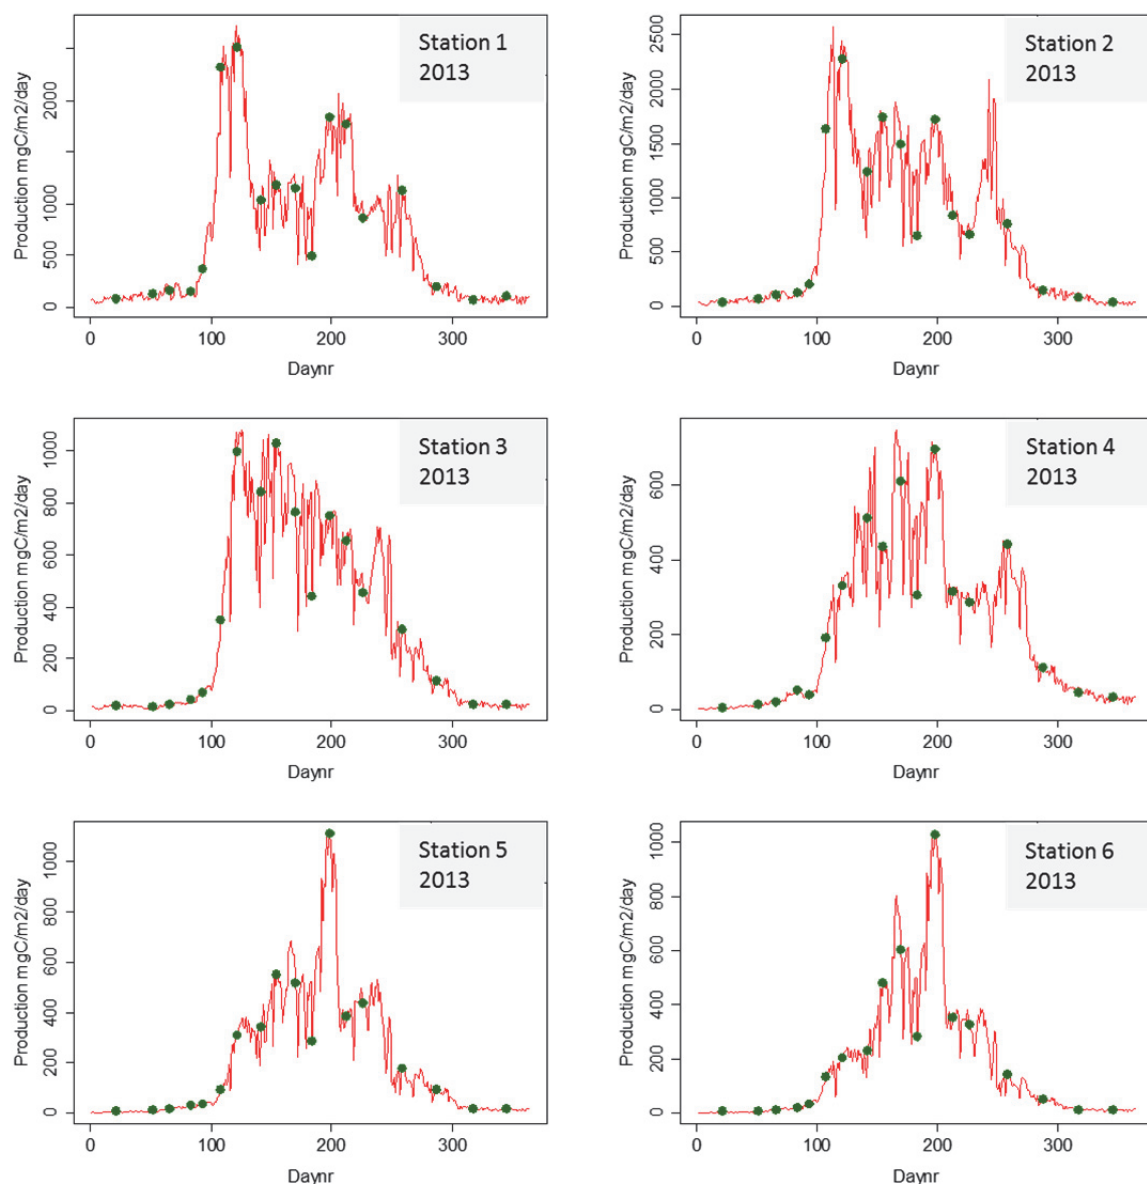 Station 1
2013
Production mgC/m2/day
0 500 1000 2000
0 100 200 300
Daynr
Station 2
2013
Production mgC/m2/day
0 500 1000 1500 2000 2500
0 100 200 300
Daynr
Station 3
2013
Production mgC/m2/day
0 200 400 600 800 1000
0 100 200 300
Daynr
Station 4
2013
Production mgC/m2/day
0 200 400 600
0 100 200 300
Daynr
Station 5
2013
Production mgC/m2/day
0 200 400 600 800 1000
0 100 200 300
Daynr
Station 6
2013
Production mgC/m2/day
0 200 400 600 800 1000
0 100 200 300
Daynr